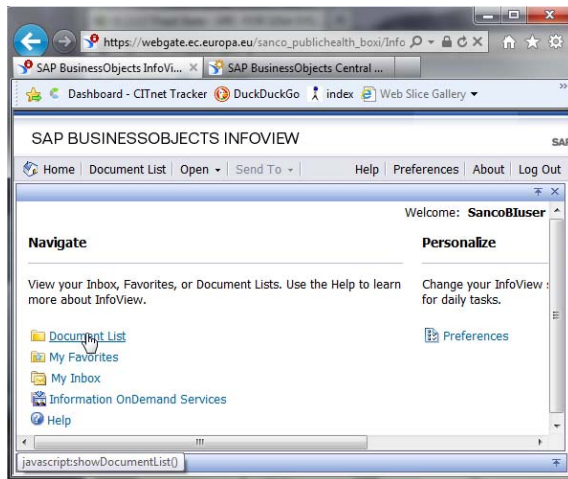 https://webgate.ec.europa.eu/sanco_publichealth_boxi/Info
SAP BusinessObjects InfoVi... SAP BusinessObjects Central ...
Dashboard - CITnet Tracker DuckDuckGo index Web Slice Gallery
SAP BUSINESSOBJECTS INFOVIEW
SAP
Home Document List Open Send To Help Preferences About Log Out
Welcome: SancoBIuser
Navigate Personalize
View your Inbox, Favorites, or Document Lists. Use the Help to learn Change your InfoView
more about InfoView. for daily tasks.
Document List Preferences
My Favorites
My Inbox
Information OnDemand Services
Help
javascript:showDocumentList()